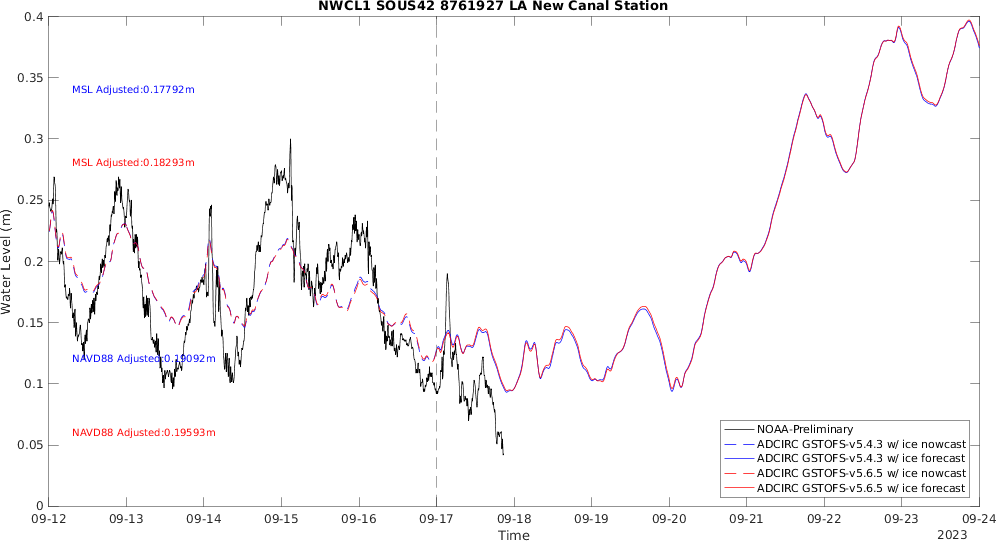 NWCL1 SOUS42 8761927 LA New Canal Station
0.4
0.35
0.3
0.25
0.2
0.15
0.1
0.05
0
Water Level (m)
MSL Adjusted:0.17792m
MSL Adjusted:0.18293m
NAVD88 Adjusted:0.19092m
NAVD88 Adjusted:0.19593m
NOAA-Preliminary
ADCIRC GSTOFS-v5.4.3 w/ ice nowcast
ADCIRC GSTOFS-v5.4.3 w/ ice forecast
ADCIRC GSTOFS-v5.6.5 w/ ice nowcast
ADCIRC GSTOFS-v5.6.5 w/ ice forecast
09-12 09-13 09-14 09-15 09-16 09-17 09-18 09-19 09-20 09-21 09-22 09-23 09-24
Time
2023